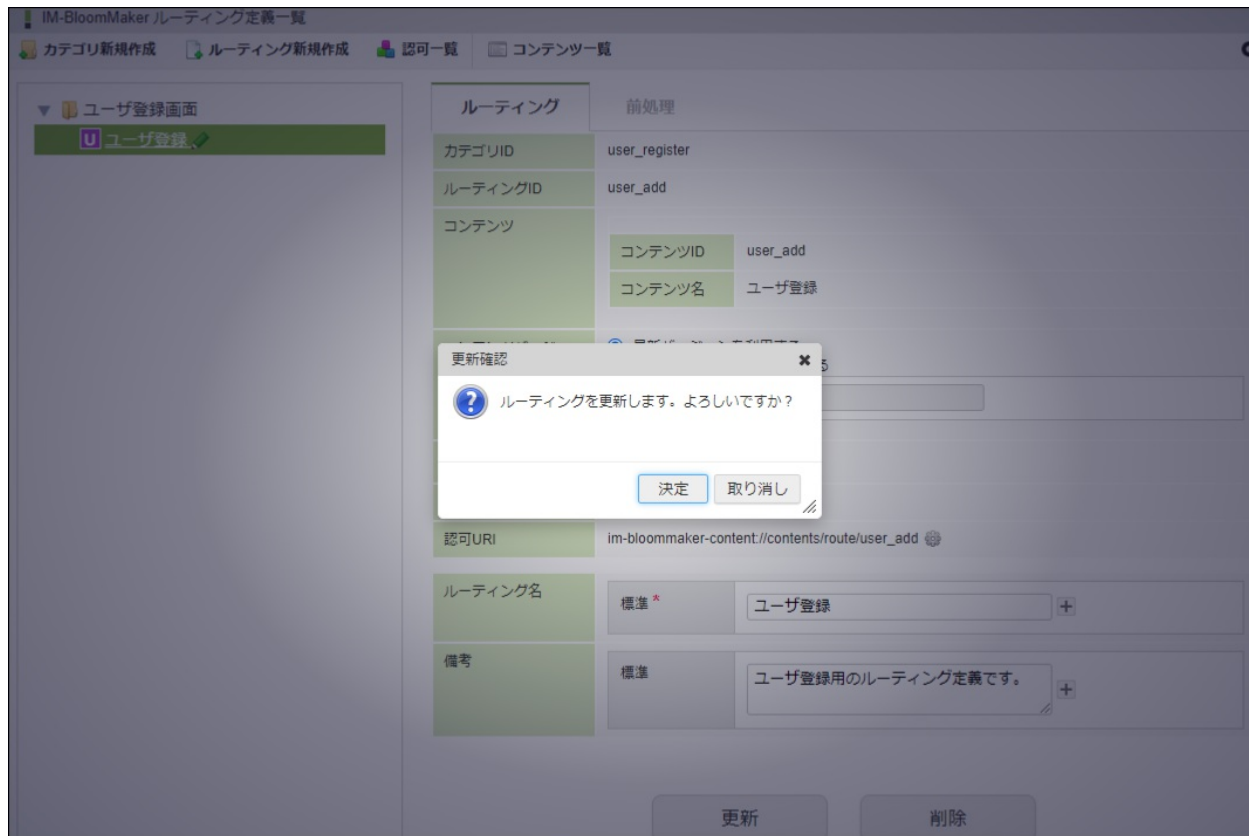 IM-BloomMaker ルーティング定義一覧
カテゴリ新規作成 ルーティング新規作成 認可一覧 コンテンツ一覧
ユーザ登録画面
U ユーザ登録
ルーティング 前処理
カテゴリID user_register
ルーティングID user_add
コンテンツ
コンテンツID user_add
コンテンツ名 ユーザ登録
更新確認
ルーティングを更新します。よろしいですか？
決定 取り消し
認可URI im-bloommaker-content://contents/route/user_add
ルーティング名 標準 * ユーザ登録
備考 標準 ユーザ登録用のルーティング定義です。
更新 削除